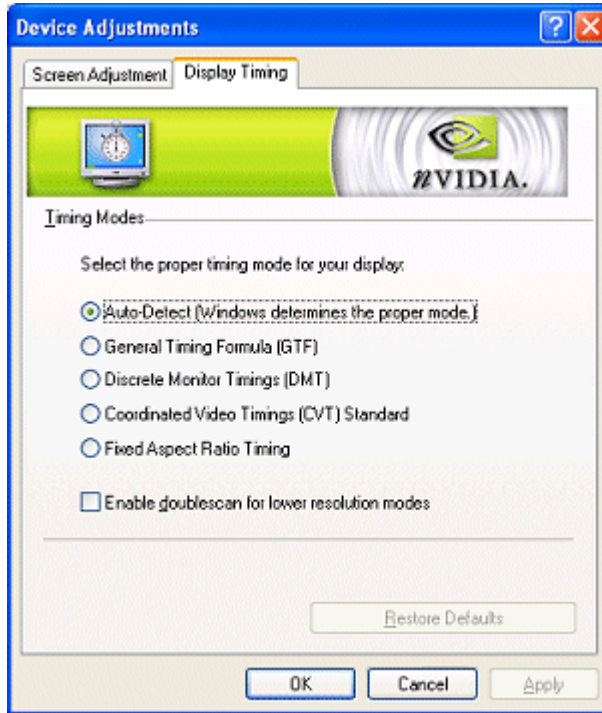 Device Adjustments
Screen Adjustment Display Timing
nVIDIA.
Timing Modes
Select the proper timing mode for your display:
Auto-Detect (Windows determines the proper mode.)
General Timing Formula (GTF)
Discrete Monitor Timings (DMT)
Coordinated Video Timings (CVT) Standard
Fixed Aspect Ratio Timing
Enable doublescan for lower resolution modes
Restore Defaults
OK Cancel Apply